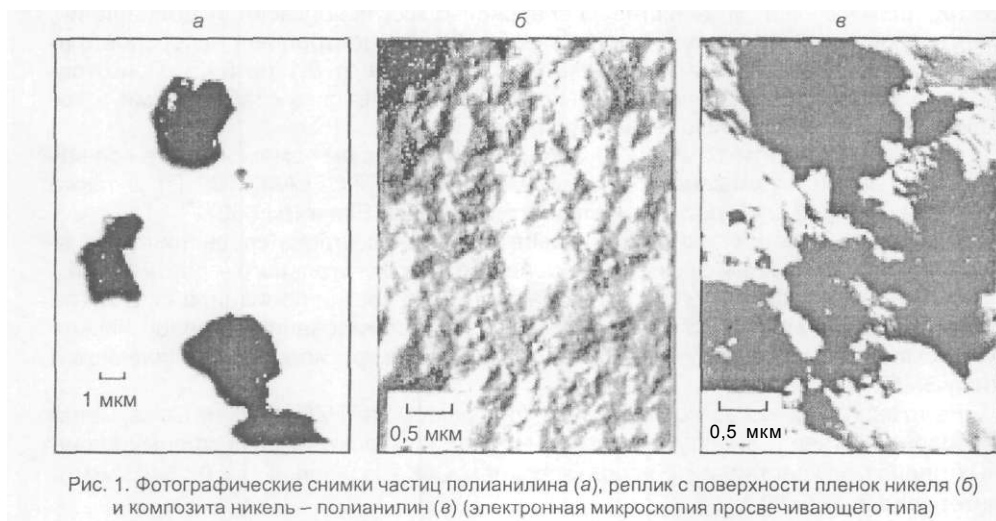 а б в
1 мкм
0,5 мкм
0,5 мкм
Рис. 1. Фотографические снимки частиц полианилина (а), реплик с поверхности пленок никеля (б)
и композита никель – полианилин (в) (электронная микроскопия просвечивающего типа)